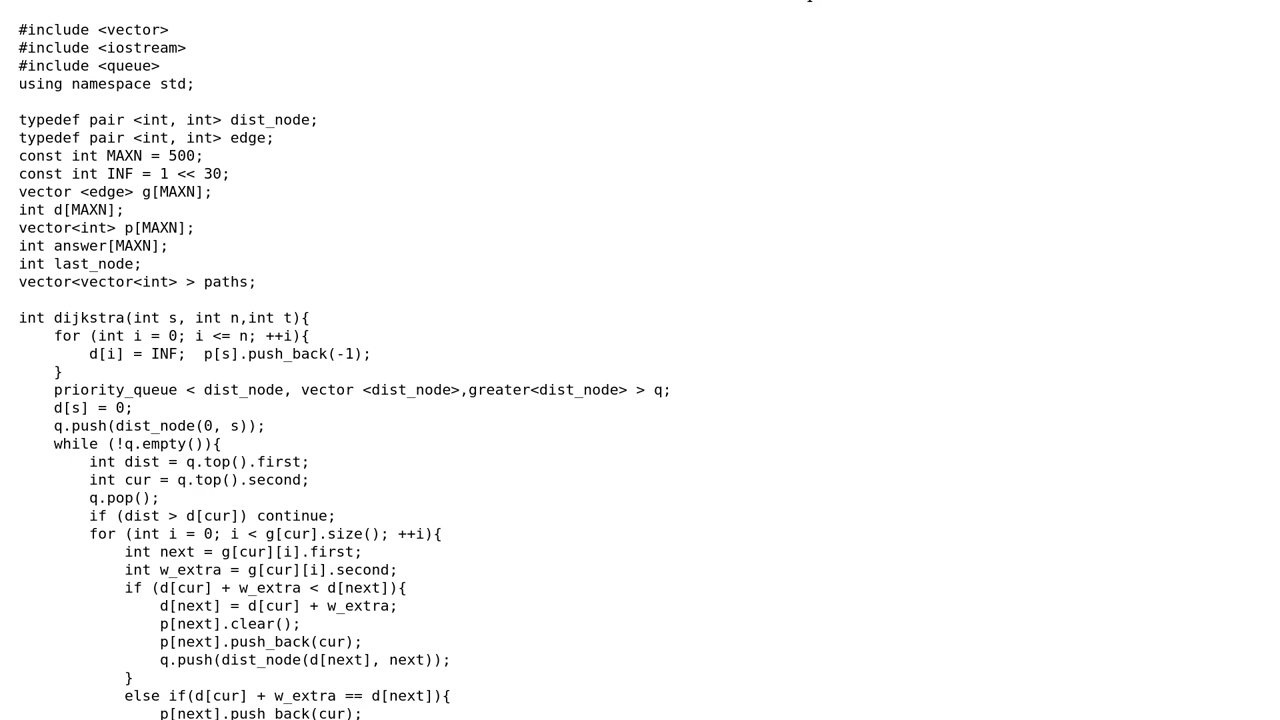 #include <vector>
#include <iostream>
#include <queue>
using namespace std;

typedef pair <int, int> dist_node;
typedef pair <int, int> edge;
const int MAXN = 500;
const int INF = 1 << 30;
vector <edge> g[MAXN];
int d[MAXN];
vector<int> p[MAXN];
int answer[MAXN];
int last_node;
vector<vector<int> > paths;

int dijkstra(int s, int n,int t){
    for (int i = 0; i <= n; ++i){
        d[i] = INF;  p[s].push_back(-1);
    }
    priority_queue < dist_node, vector <dist_node>,greater<dist_node> > q;
    d[s] = 0;
    q.push(dist_node(0, s));
    while (!q.empty()){
        int dist = q.top().first;
        int cur = q.top().second;
        q.pop();
        if (dist > d[cur]) continue;
        for (int i = 0; i < g[cur].size(); ++i){
            int next = g[cur][i].first;
            int w_extra = g[cur][i].second;
            if (d[cur] + w_extra < d[next]){
                d[next] = d[cur] + w_extra;
                p[next].clear();
                p[next].push_back(cur);
                q.push(dist_node(d[next], next));
            }
            else if(d[cur] + w_extra == d[next]){
                p[next].push_back(cur);